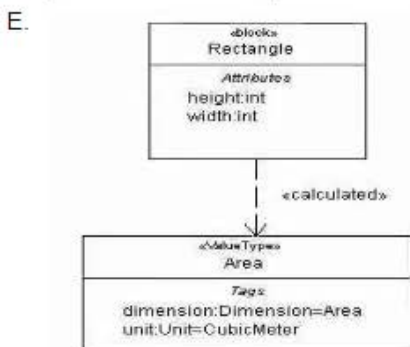 E.
«block»
Rectangle
Attributes
height:int
width:int
«calculated»
«ValueType»
Area
Tags
dimension:Dimension=Area
unit:Unit=CubicMeter